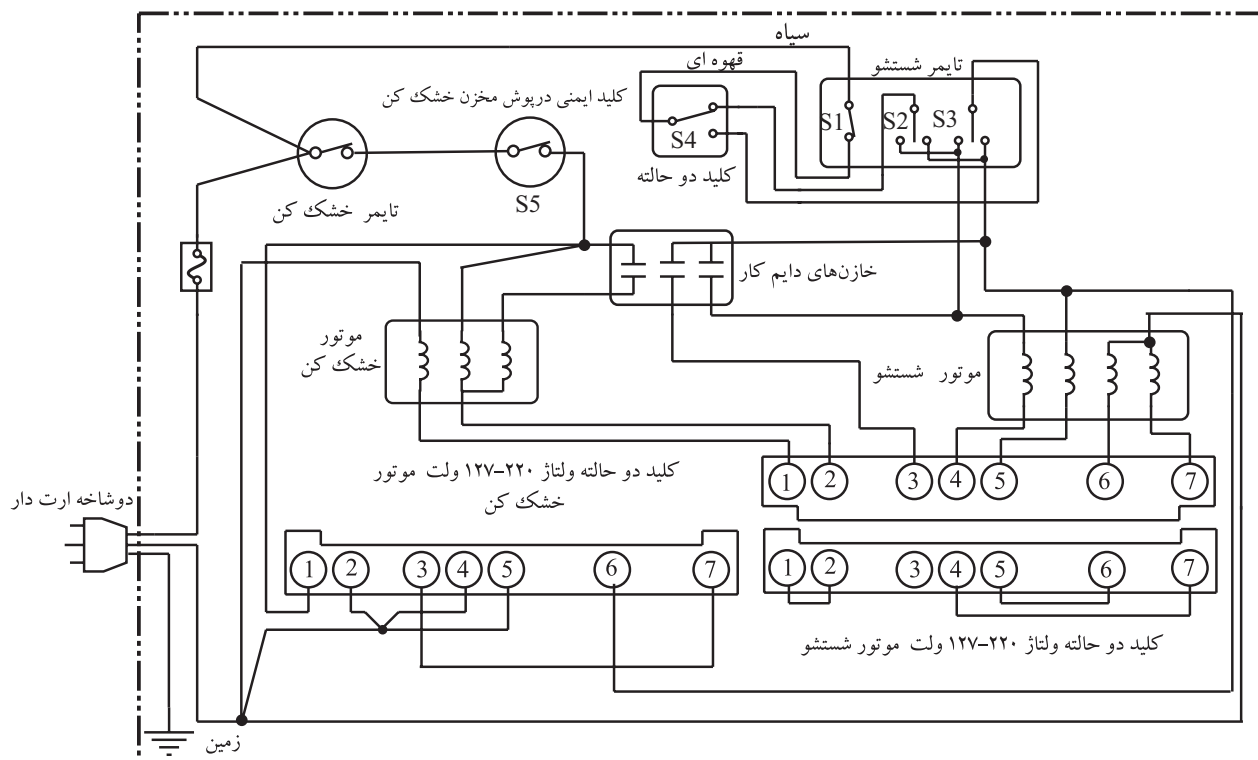 سیاه
قهوه ای
تایمر شستشو
کلید ایمنی درپوش مخزن خشک کن
S1
S2
S3
S4
کلید دو حالته
S5
تایمر خشک کن
خازن‌های دایم کار
موتور
خشک کن
موتور شستشو
کلید دو حالته ولتاژ ۲۲۰–۱۲۷ ولت موتور
خشک کن
1 2 3 4 5 6 7
دوشاخه ارت دار
1 2 3 4 5 6 7
1 2 3 4 5 6 7
کلید دو حالته ولتاژ ۲۲۰–۱۲۷ ولت موتور شستشو
زمین